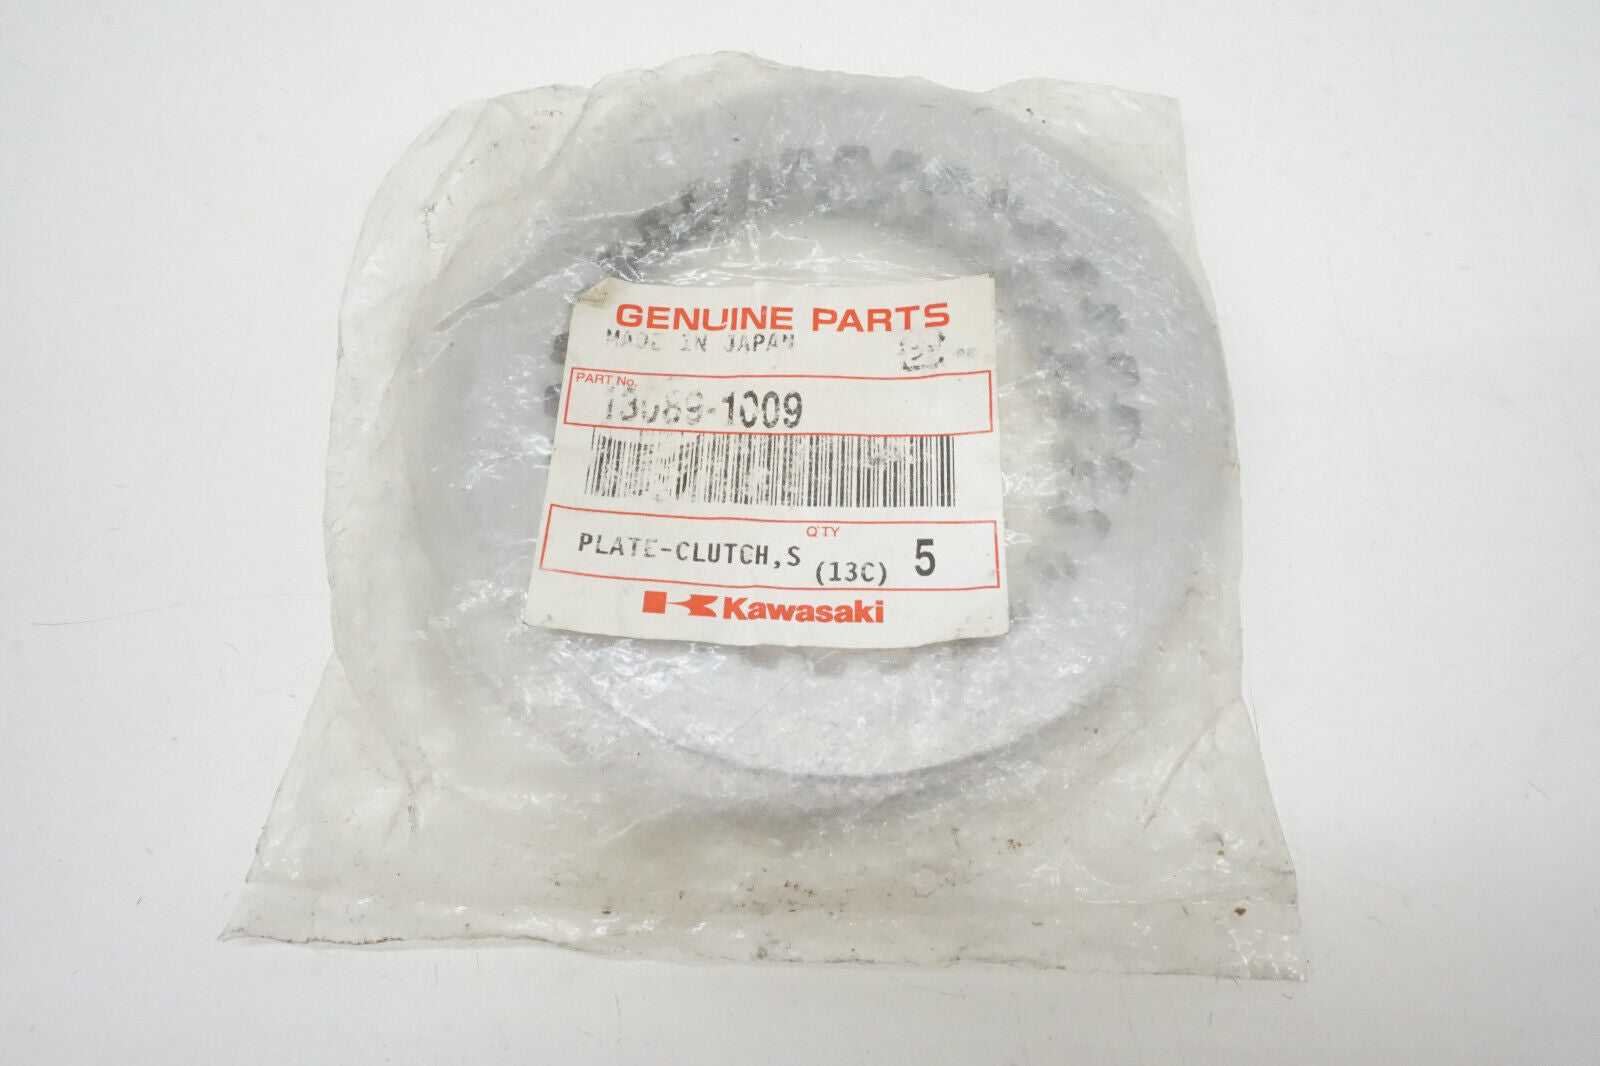 GENUINE PARTS
MADE IN JAPAN
PART No.
13089-1009
PLATE-CLUTCH,S
Q'TY
(13C) 5
Kawasaki